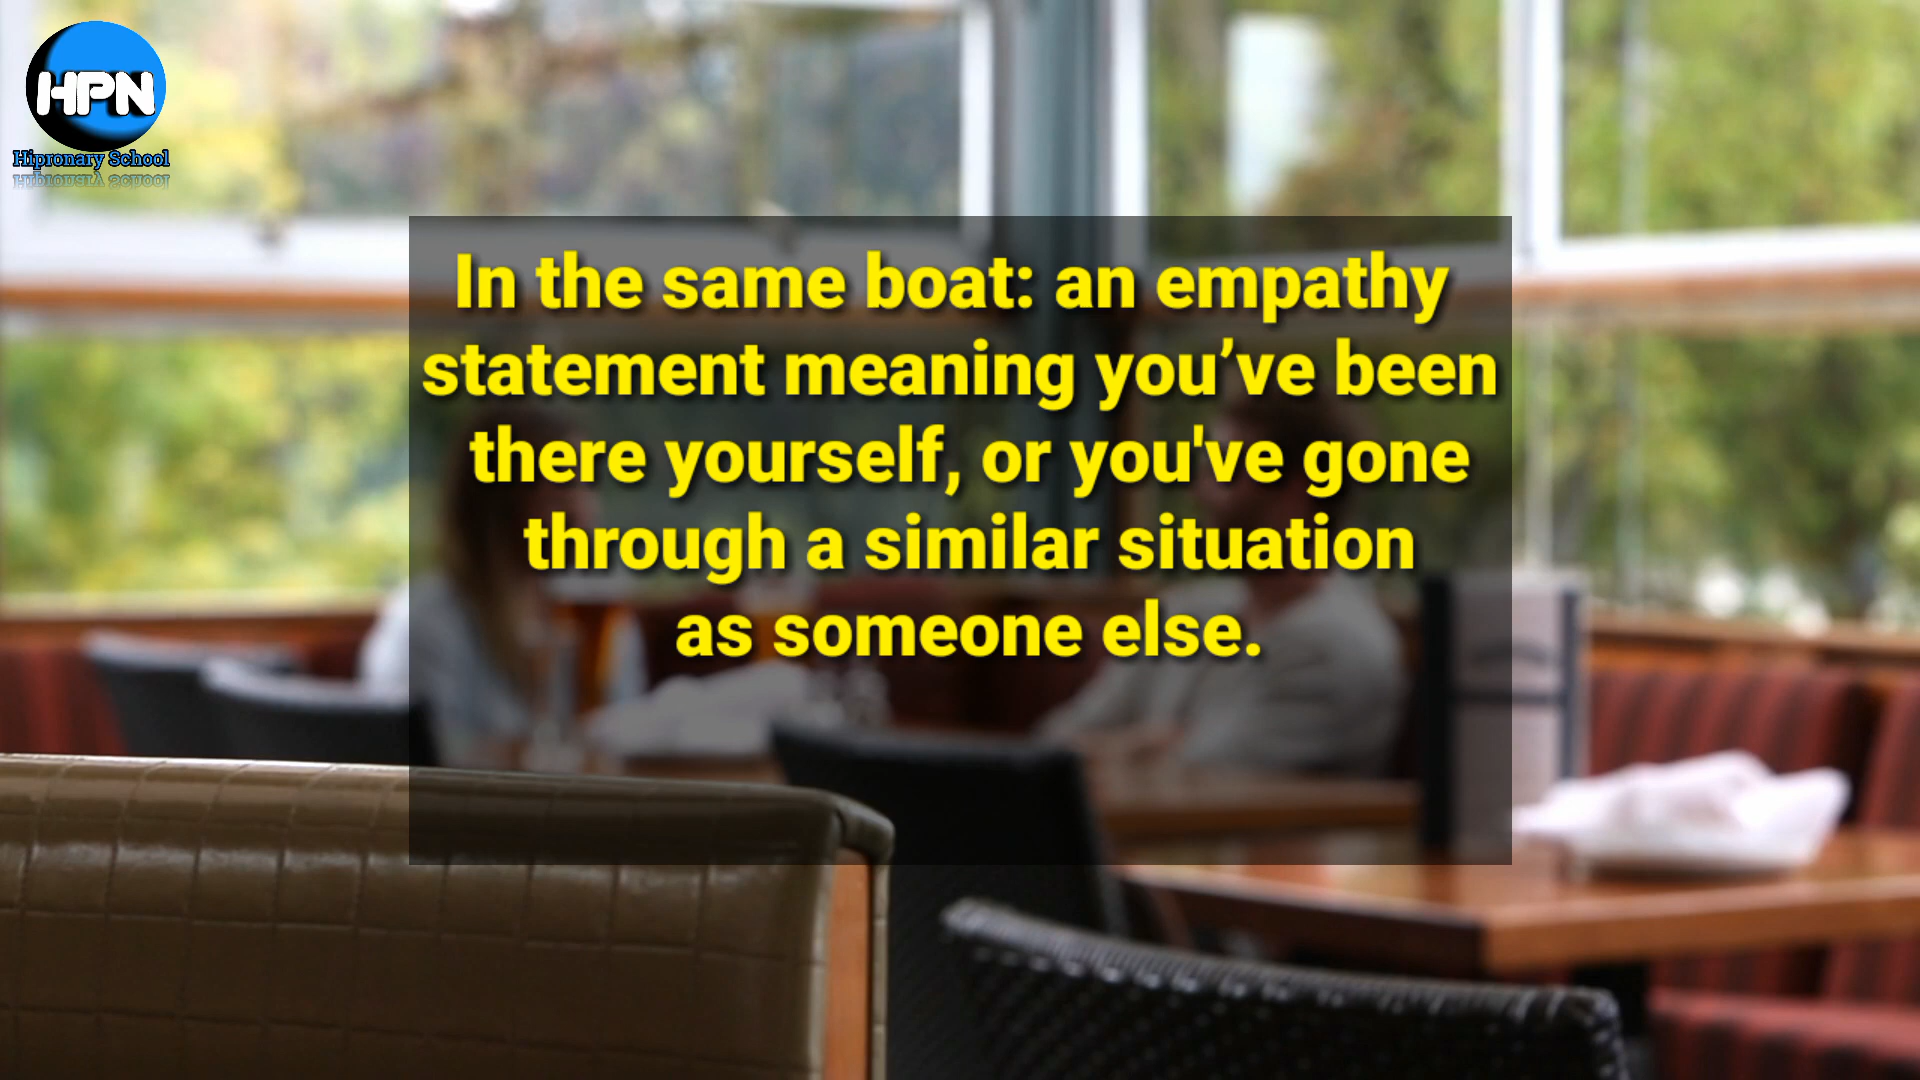 HPN
Hipronary School
In the same boat: an empathy
statement meaning you’ve been
there yourself, or you've gone
through a similar situation
as someone else.